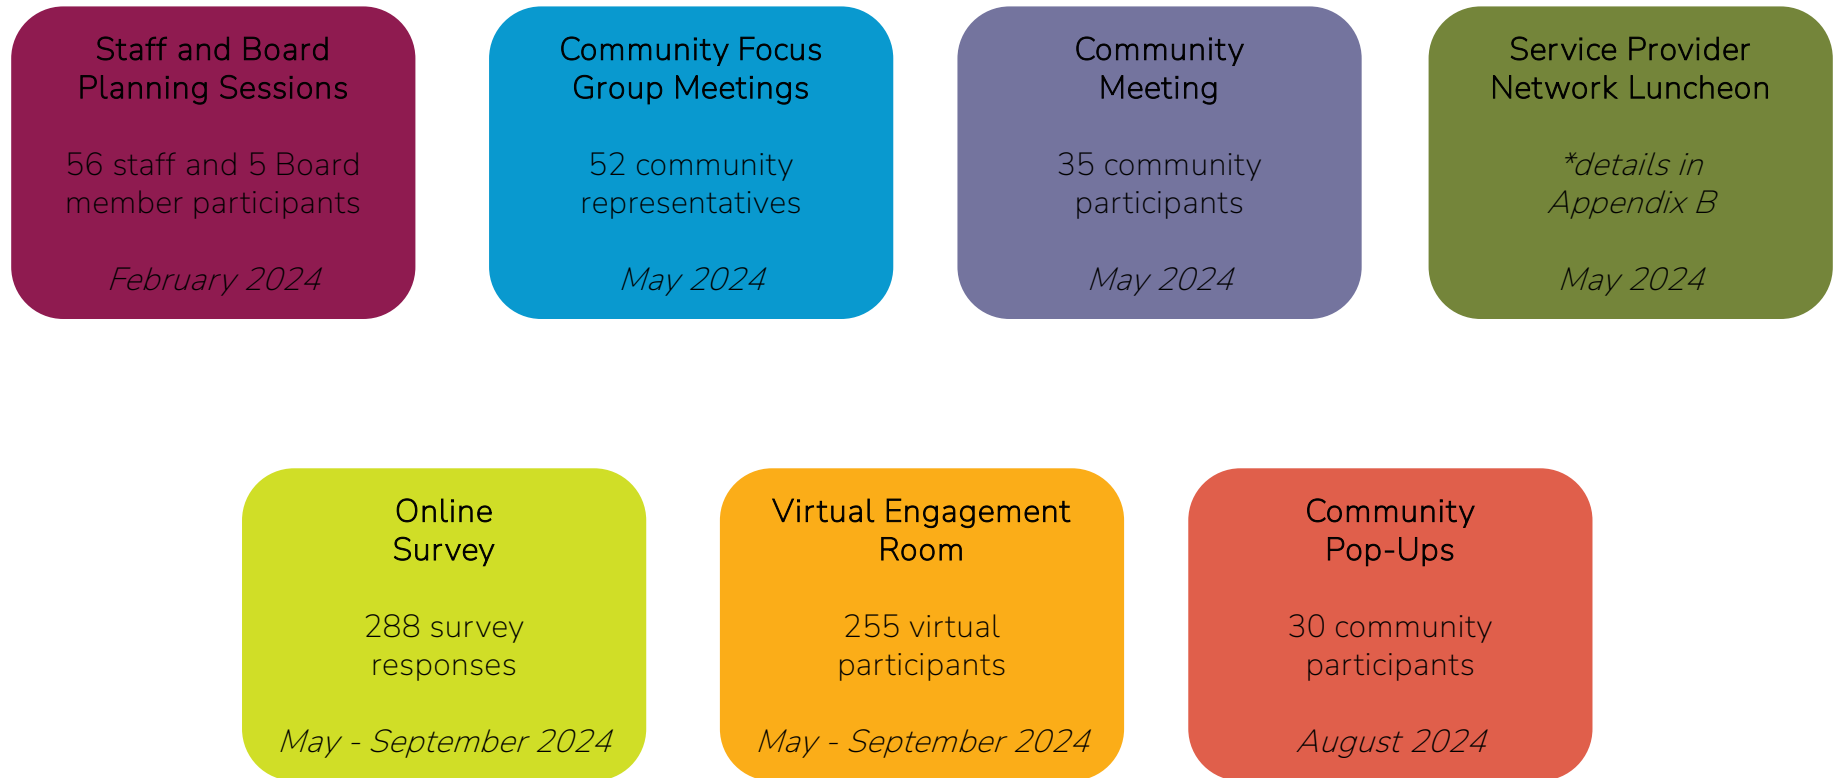 Staff and Board
Planning Sessions
56 staff and 5 Board
member participants
February 2024
Community Focus
Group Meetings
52 community
representatives
May 2024
Community
Meeting
35 community
participants
May 2024
Service Provider
Network Luncheon
*details in
Appendix B
May 2024
Online
Survey
288 survey
responses
May - September 2024
Virtual Engagement
Room
255 virtual
participants
May - September 2024
Community
Pop-Ups
30 community
participants
August 2024